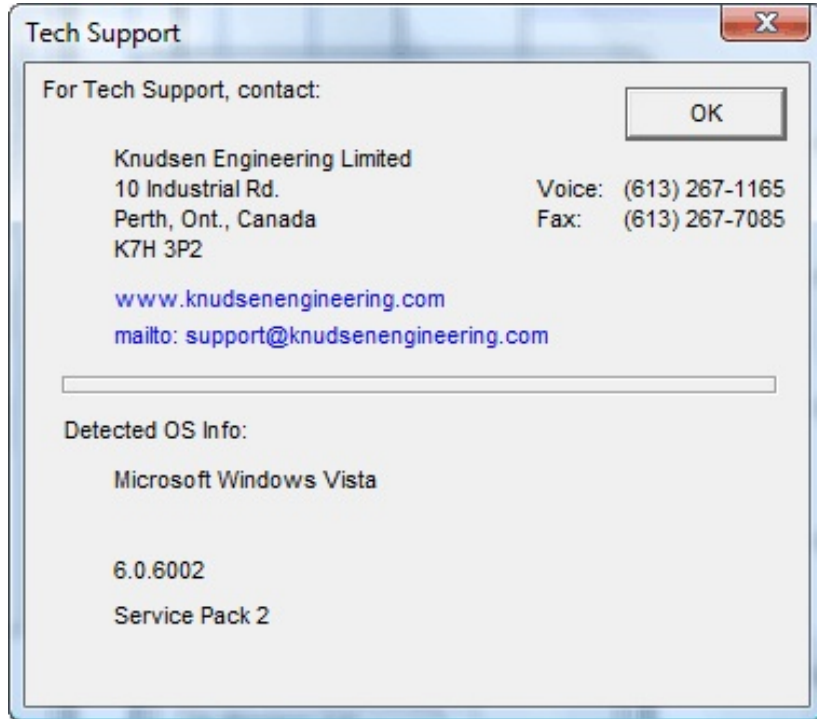 Tech Support
For Tech Support, contact:
OK
Knudsen Engineering Limited
10 Industrial Rd.
Perth, Ont., Canada
K7H 3P2
Voice: (613) 267-1165
Fax: (613) 267-7085
www.knudsenengineering.com
mailto: support@knudsenengineering.com
Detected OS Info:
Microsoft Windows Vista
6.0.6002
Service Pack 2